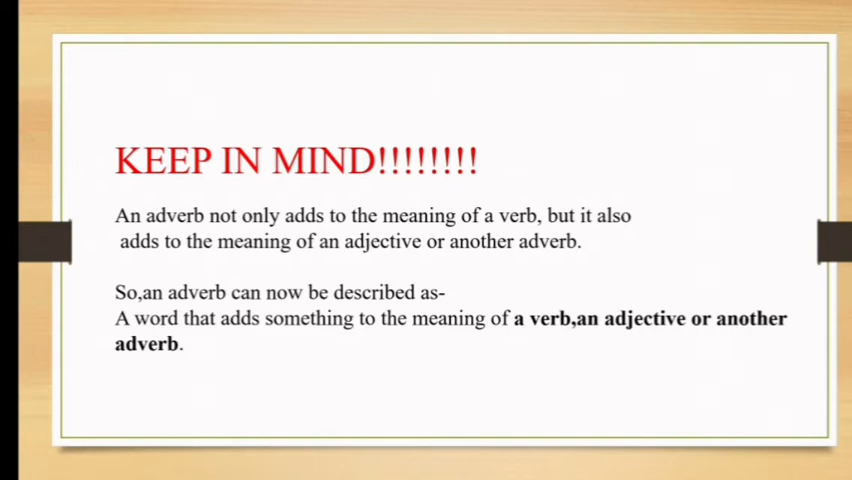 KEEP IN MIND!!!!!!!!
An adverb not only adds to the meaning of a verb, but it also
adds to the meaning of an adjective or another adverb.
So,an adverb can now be described as-
A word that adds something to the meaning of a verb,an adjective or another
adverb.